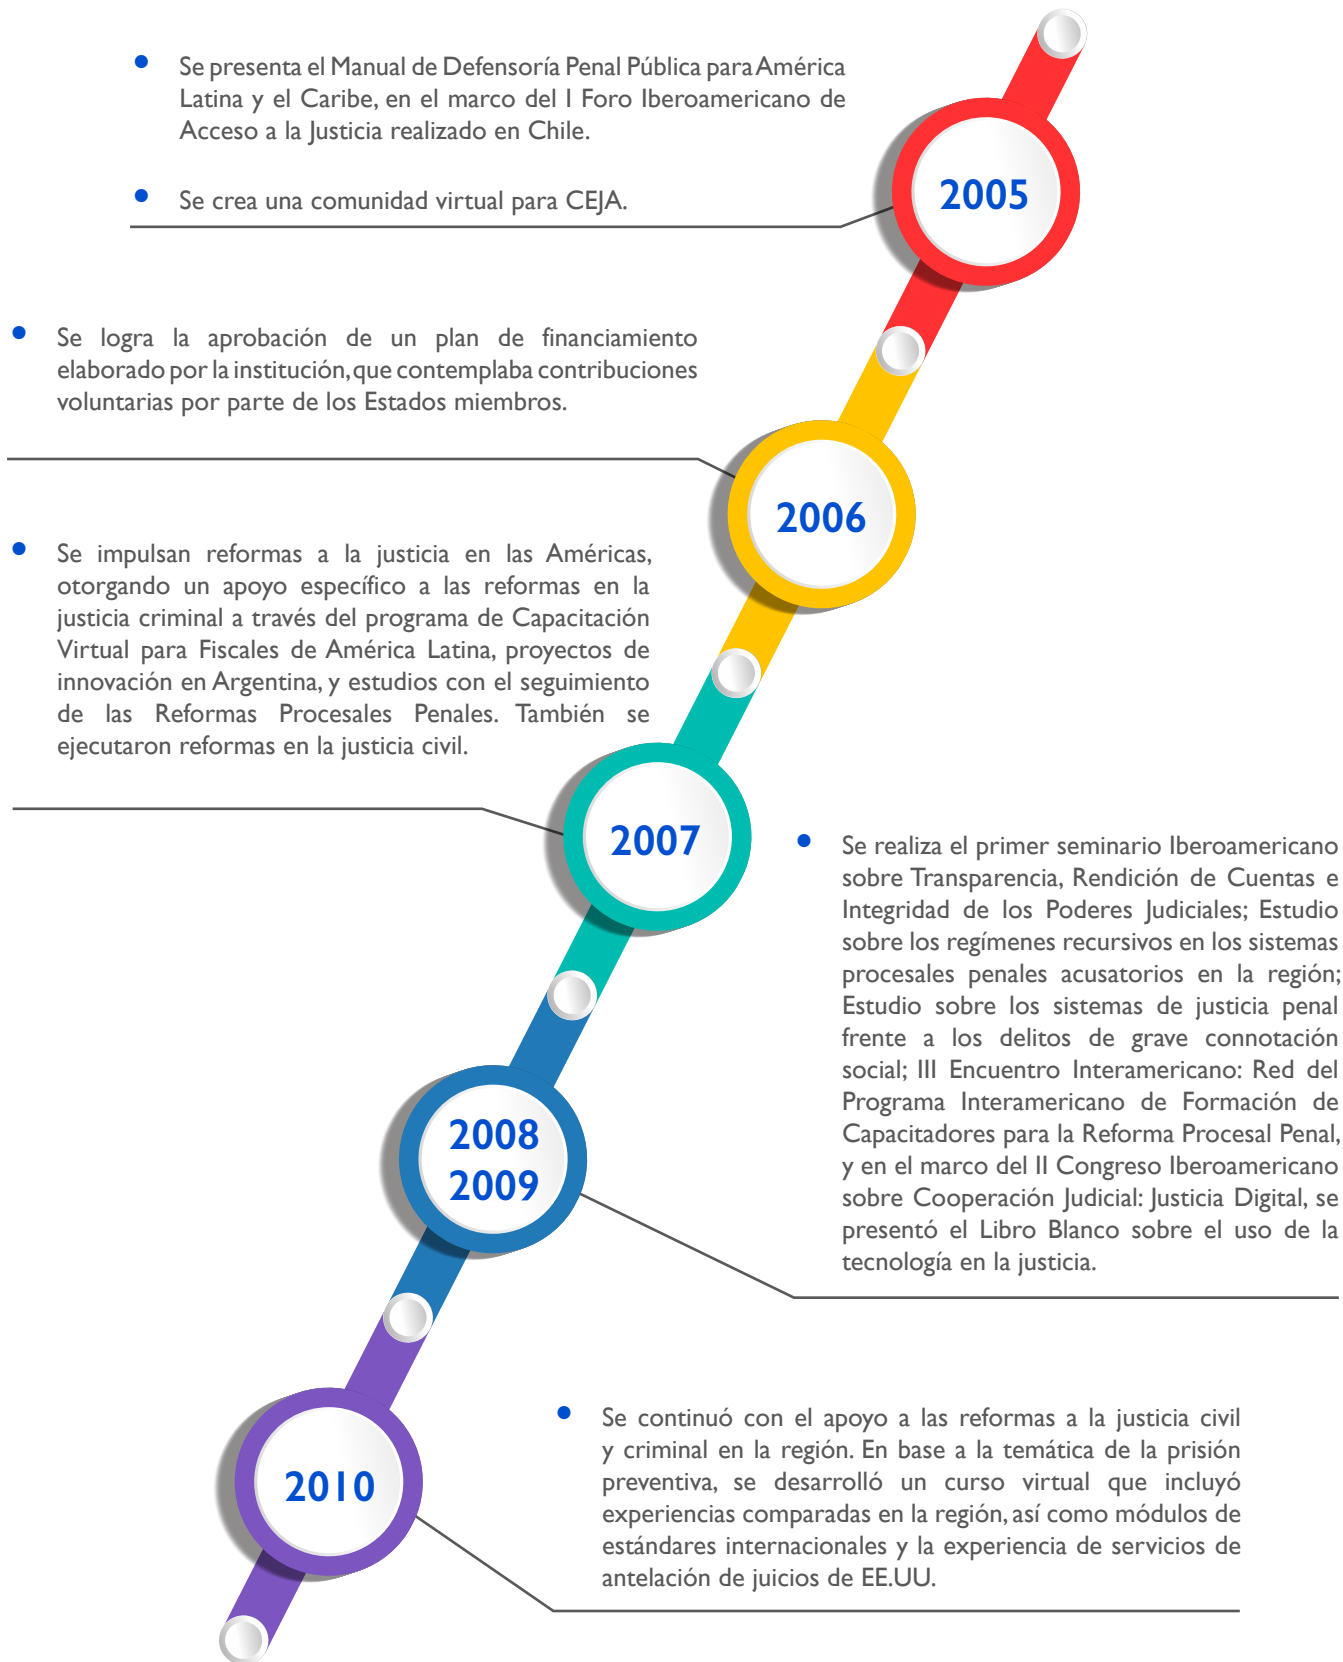 • Se presenta el Manual de Defensoría Penal Pública para América
Latina y el Caribe, en el marco del I Foro Iberoamericano de
Acceso a la Justicia realizado en Chile.
• Se crea una comunidad virtual para CEJA.
2005
• Se logra la aprobación de un plan de financiamiento
elaborado por la institución, que contemplaba contribuciones
voluntarias por parte de los Estados miembros.
2006
• Se impulsan reformas a la justicia en las Américas,
otorgando un apoyo específico a las reformas en la
justicia criminal a través del programa de Capacitación
Virtual para Fiscales de América Latina, proyectos de
innovación en Argentina, y estudios con el seguimiento
de las Reformas Procesales Penales. También se
ejecutaron reformas en la justicia civil.
2007
• Se realiza el primer seminario Iberoamericano
sobre Transparencia, Rendición de Cuentas e
Integridad de los Poderes Judiciales; Estudio
sobre los regímenes recursivos en los sistemas
procesales penales acusatorios en la región;
Estudio sobre los sistemas de justicia penal
frente a los delitos de grave connotación
social; III Encuentro Interamericano: Red del
Programa Interamericano de Formación de
Capacitadores para la Reforma Procesal Penal,
y en el marco del II Congreso Iberoamericano
sobre Cooperación Judicial: Justicia Digital, se
presentó el Libro Blanco sobre el uso de la
tecnología en la justicia.
2008
2009
• Se continuó con el apoyo a las reformas a la justicia civil
y criminal en la región. En base a la temática de la prisión
preventiva, se desarrolló un curso virtual que incluyó
experiencias comparadas en la región, así como módulos de
estándares internacionales y la experiencia de servicios de
antelación de juicios de EE.UU.
2010